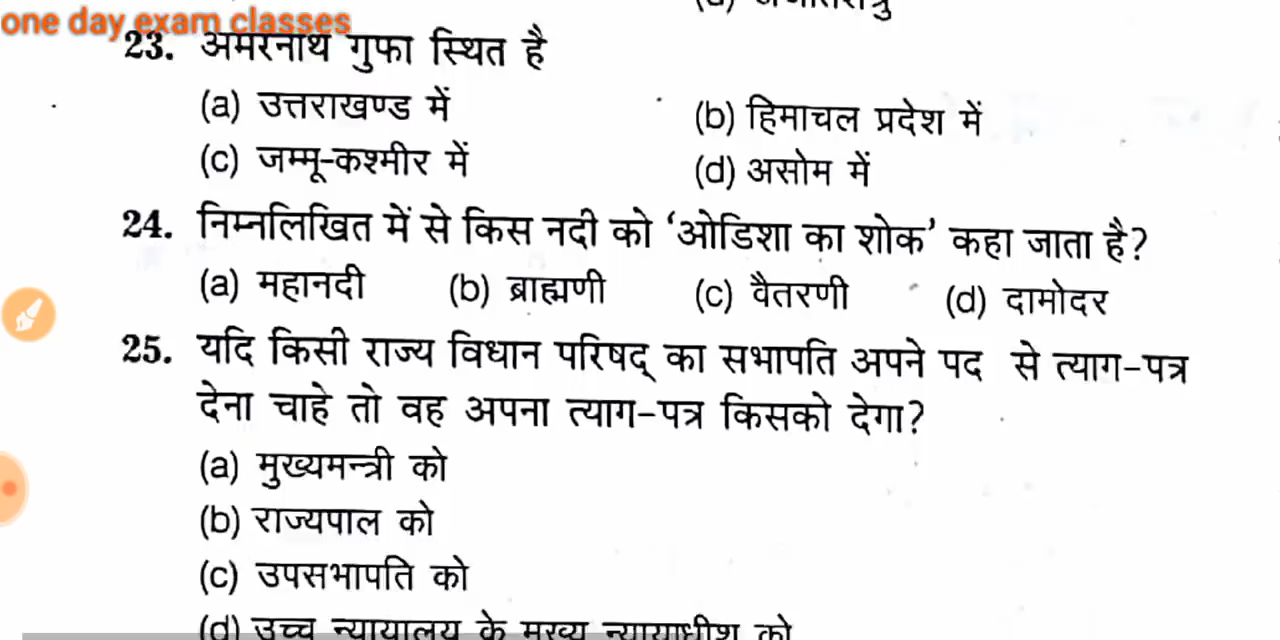 one day exam classes
23. अमरनाथ गुफा स्थित है
(a) उत्तराखण्ड में (b) हिमाचल प्रदेश में
(c) जम्मू-कश्मीर में (d) असोम में
24. निम्नलिखित में से किस नदी को ‘ओडिशा का शोक’ कहा जाता है?
(a) महानदी (b) ब्राह्मणी (c) वैतरणी (d) दामोदर
25. यदि किसी राज्य विधान परिषद् का सभापति अपने पद से त्याग-पत्र
देना चाहे तो वह अपना त्याग-पत्र किसको देगा?
(a) मुख्यमन्त्री को
(b) राज्यपाल को
(c) उपसभापति को
(d) उच्च न्यायालय के मुख्य न्यायाधीश को